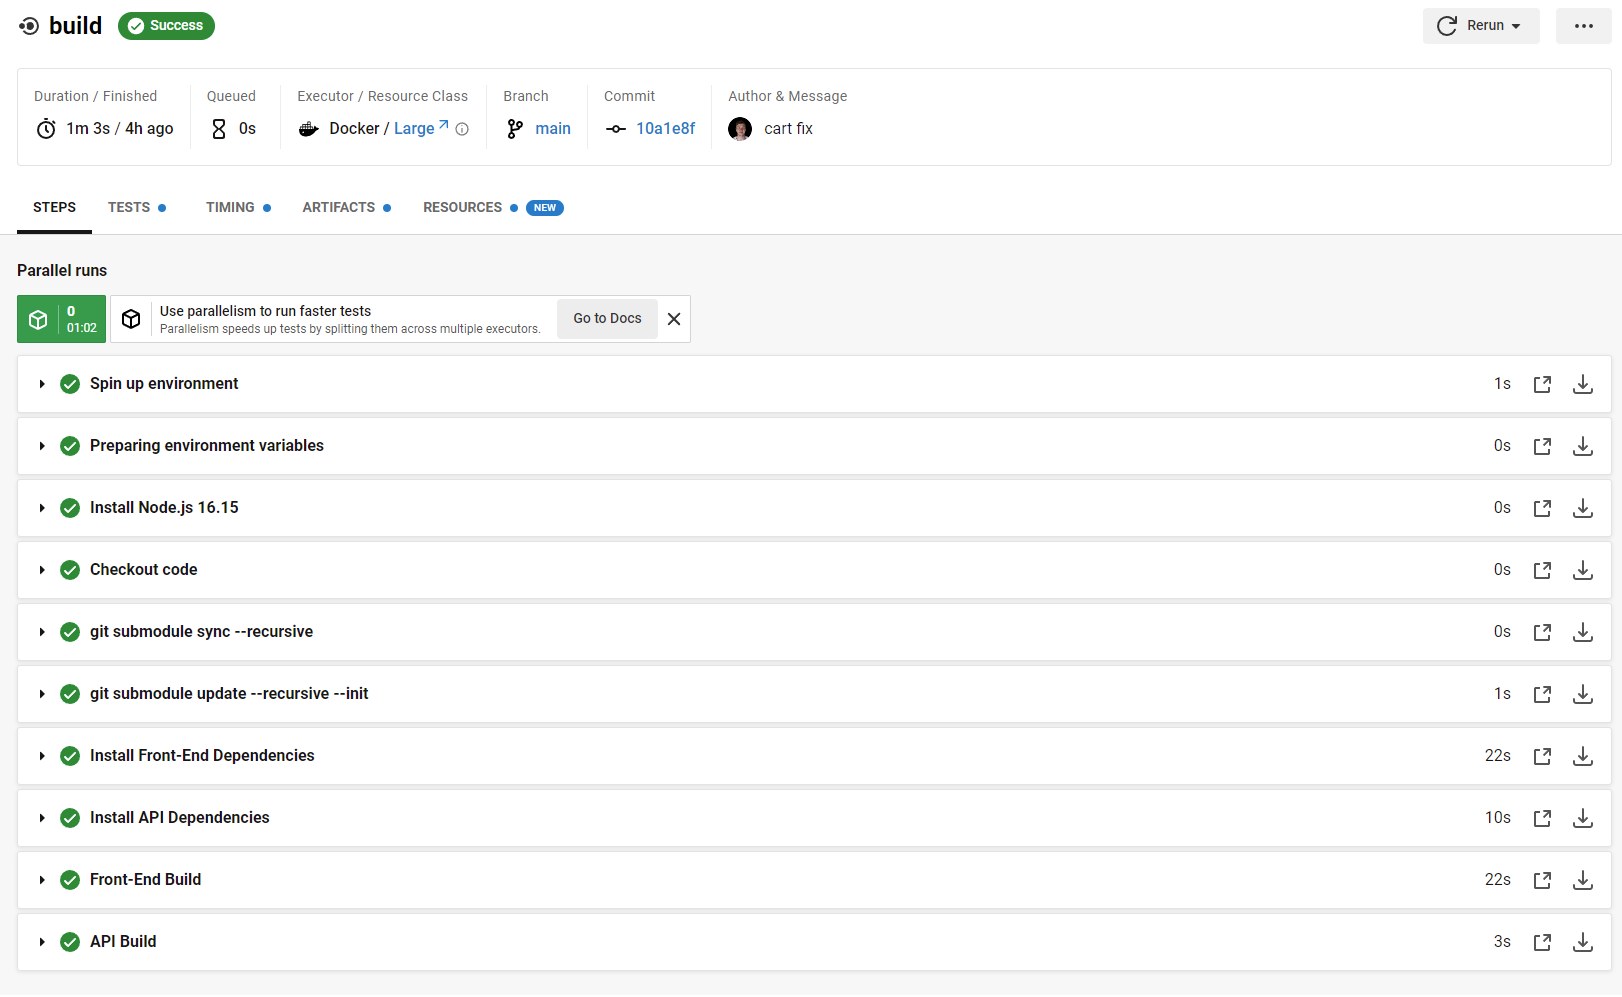 build Success Rerun
Duration / Finished Queued Executor / Resource Class Branch Commit Author & Message
1m 3s / 4h ago 0s Docker / Large main 10a1e8f cart fix
STEPS TESTS TIMING ARTIFACTS RESOURCES NEW
Parallel runs
0
01:02
Use parallelism to run faster tests
Parallelism speeds up tests by splitting them across multiple executors.
Go to Docs
Spin up environment 1s
Preparing environment variables 0s
Install Node.js 16.15 0s
Checkout code 0s
git submodule sync --recursive 0s
git submodule update --recursive --init 1s
Install Front-End Dependencies 22s
Install API Dependencies 10s
Front-End Build 22s
API Build 3s